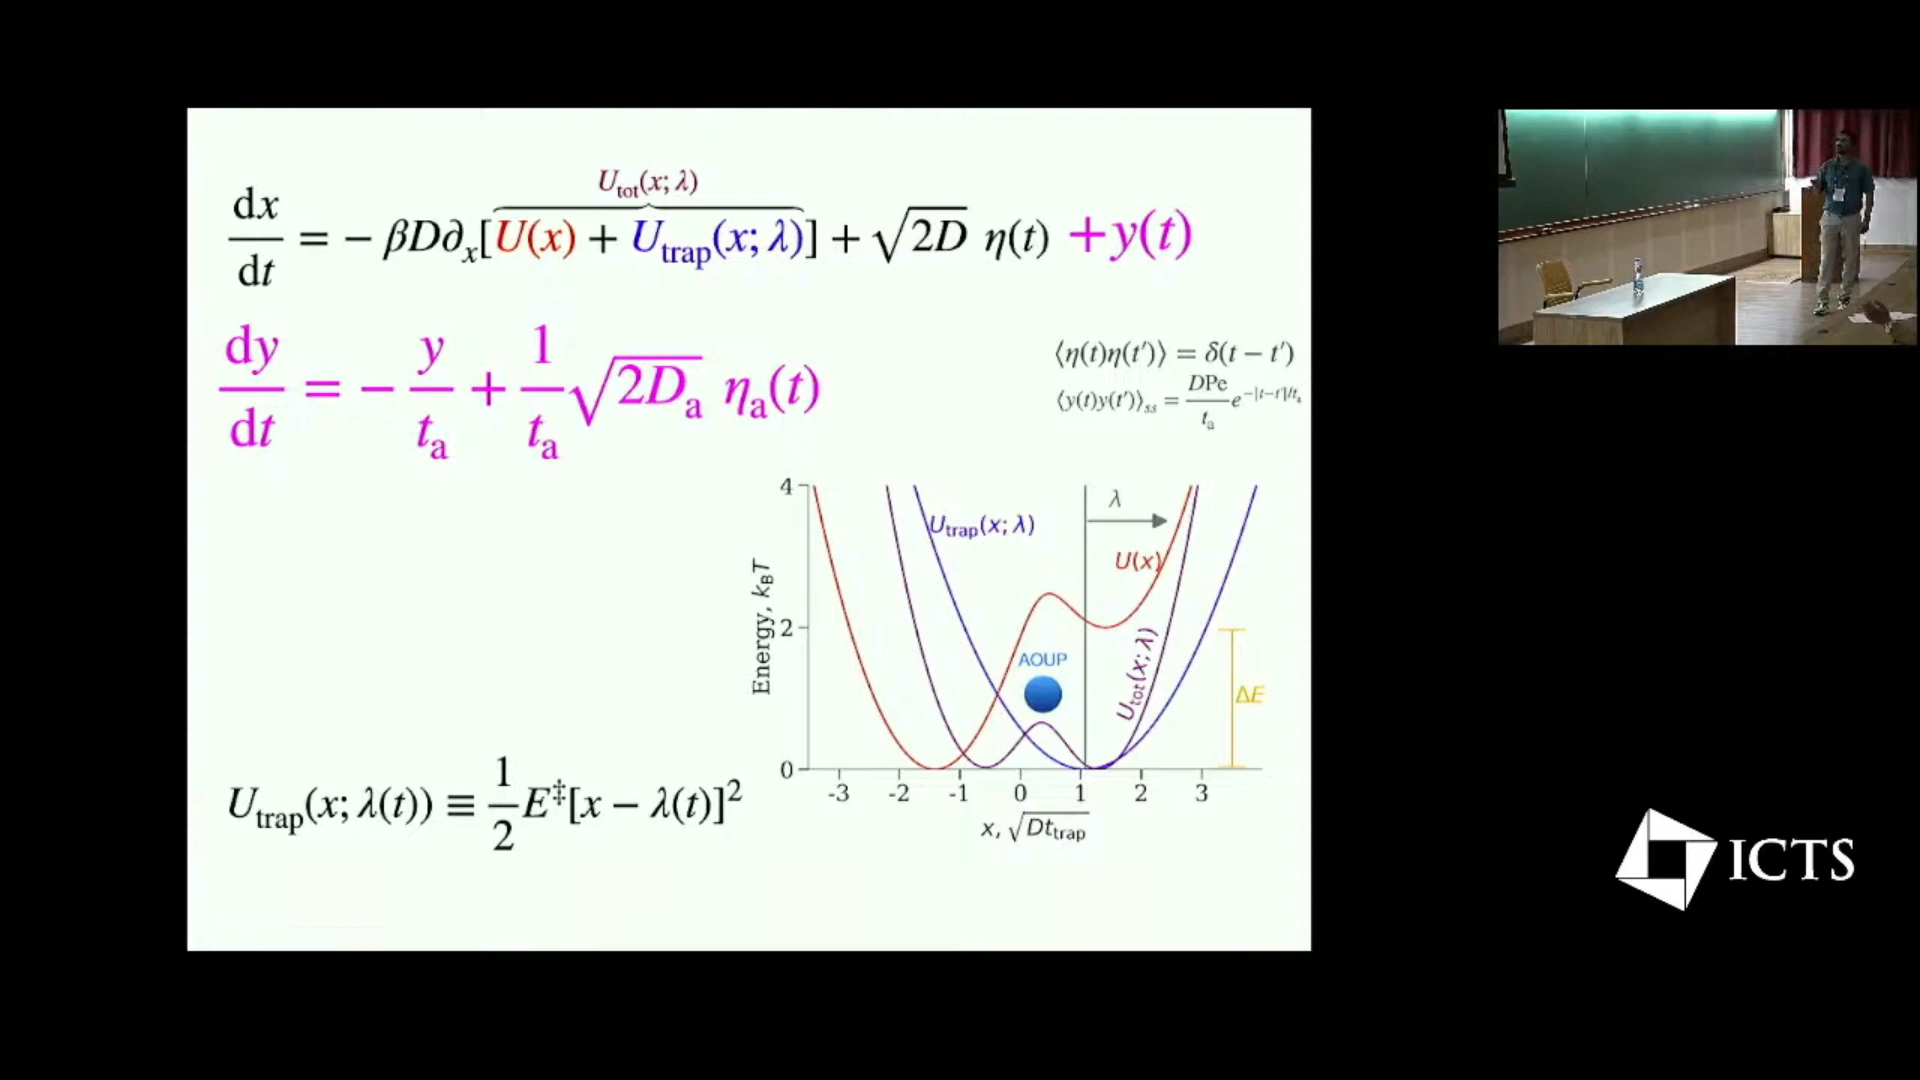 U_tot(x; λ)
dx/dt = − βD∂_x[U(x) + U_trap(x; λ)] + √2D η(t) +y(t)
dy/dt = − y/t_a + 1/t_a √2D_a η_a(t)
⟨η(t)η(t′)⟩ = δ(t − t′)
⟨y(t)y(t′)⟩_ss = DPe/t_a e^−|t−t′|/t_a
4
2
0
Energy, k_BT
U_trap(x; λ)
λ
U(x)
AOUP
U_tot(x; λ)
ΔE
-3 -2 -1 0 1 2 3
x, √Dt_trap
U_trap(x; λ(t)) ≡ 1/2 E^‡[x − λ(t)]²
ICTS